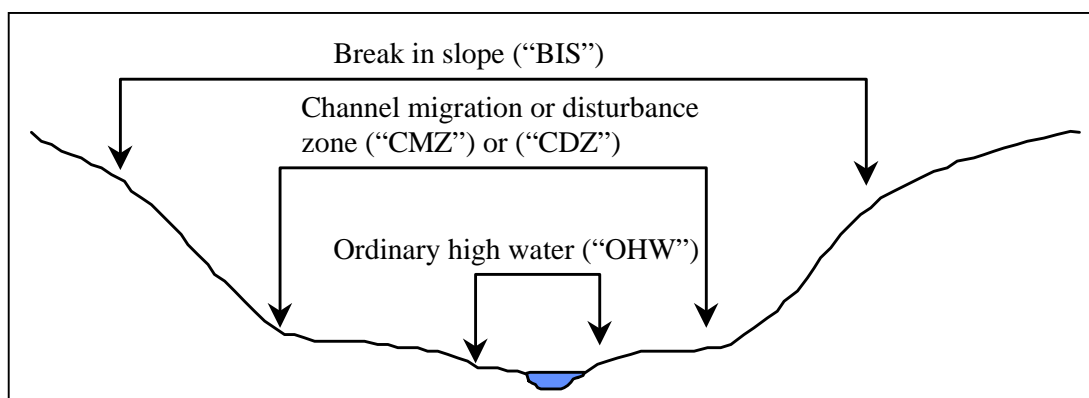 Break in slope (“BIS”)
Channel migration or disturbance
zone (“CMZ”) or (“CDZ”)
Ordinary high water (“OHW”)